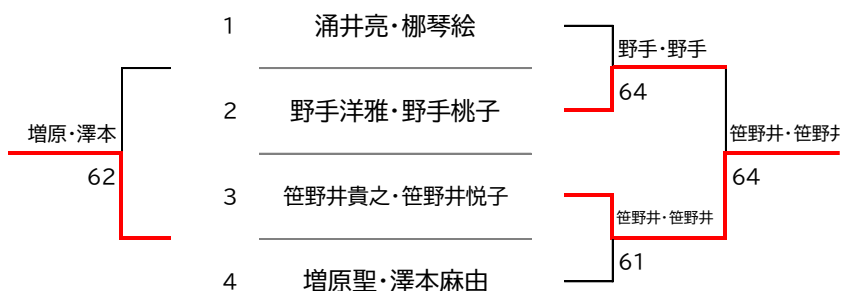 1 涌井亮・梛琴絵
野手・野手
2 野手洋雅・野手桃子
64
増原・澤本
笹野井・笹野井
62
64
3 笹野井貴之・笹野井悦子
笹野井・笹野井
61
4 増原聖・澤本麻由